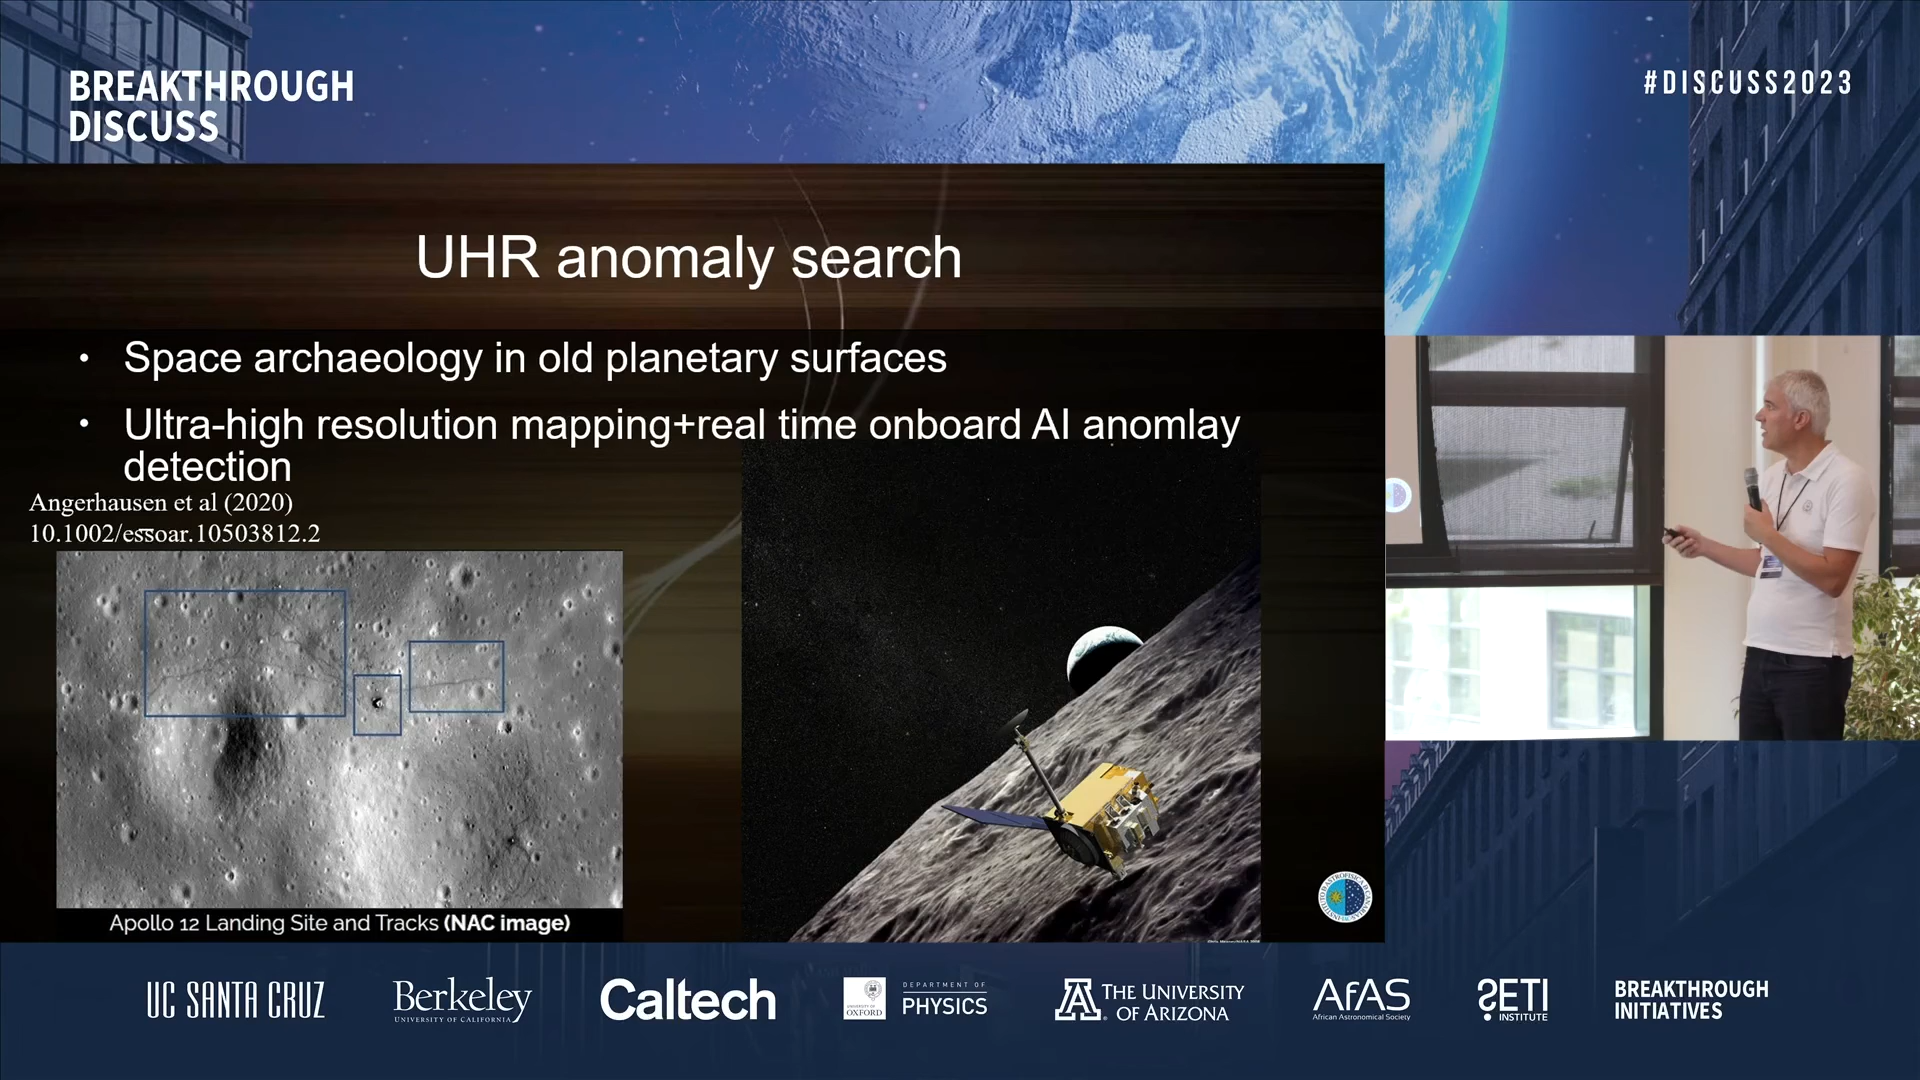 BREAKTHROUGH
DISCUSS
#DISCUSS2023
UHR anomaly search
• Space archaeology in old planetary surfaces
• Ultra-high resolution mapping+real time onboard AI anomlay
detection
Angerhausen et al (2020)
10.1002/essoar.10503812.2
Apollo 12 Landing Site and Tracks (NAC image)
UC SANTA CRUZ
Berkeley
UNIVERSITY OF CALIFORNIA
Caltech
UNIVERSITY OF
OXFORD
DEPARTMENT OF
PHYSICS
THE UNIVERSITY
OF ARIZONA
AfAS
African Astronomical Society
SETI
INSTITUTE
BREAKTHROUGH
INITIATIVES